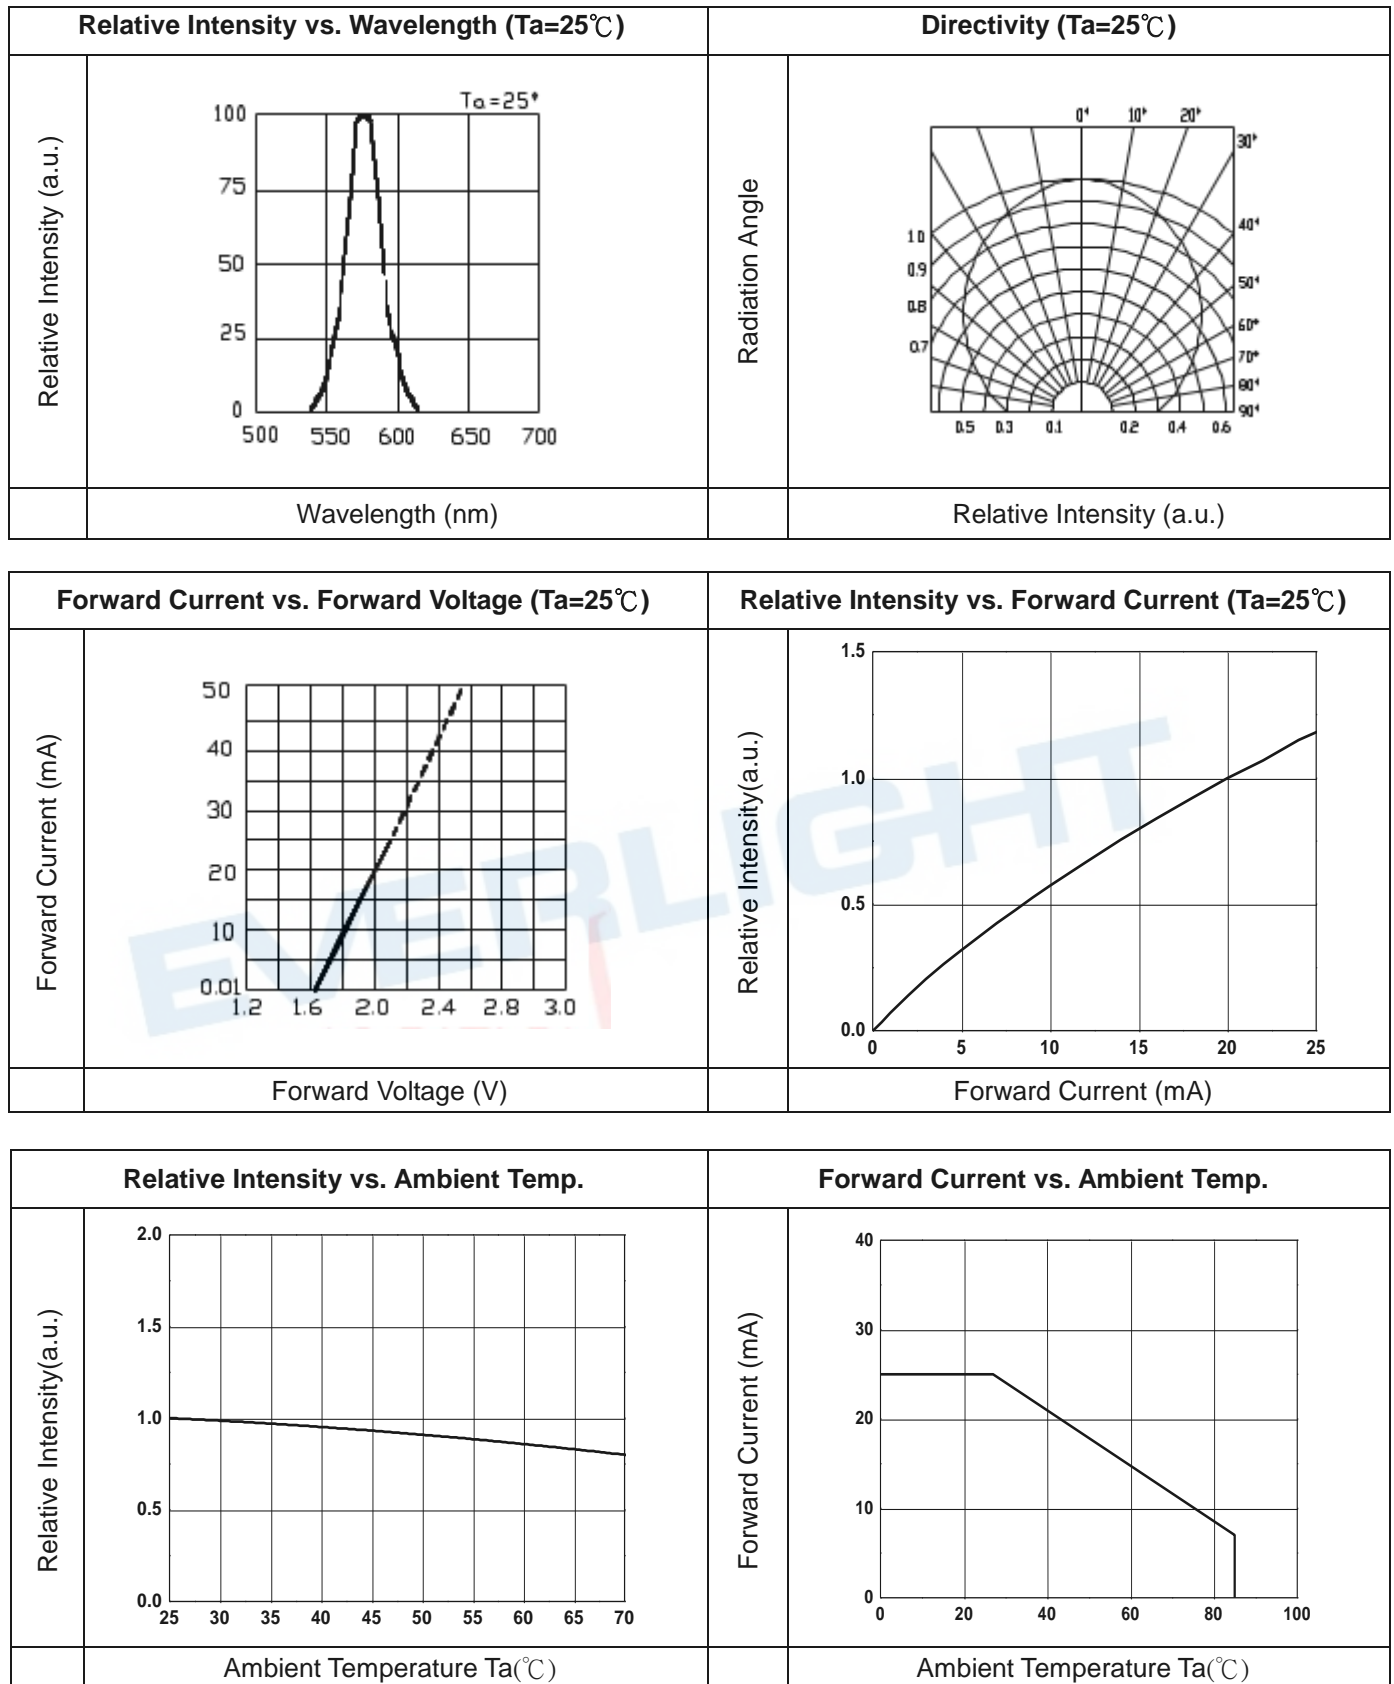 Relative Intensity vs. Wavelength (Ta=25℃)
Directivity (Ta=25℃)
Relative Intensity (a.u.)
Ta=25°
100
75
50
25
0
500 550 600 650 700
Wavelength (nm)
Radiation Angle
0° 10° 20°
30°
40°
50°
60°
70°
80°
90°
1.0
0.9
0.8
0.7
0.5 0.3 0.1 0.2 0.4 0.6
Relative Intensity (a.u.)
Forward Current vs. Forward Voltage (Ta=25℃)
Relative Intensity vs. Forward Current (Ta=25℃)
Forward Current (mA)
50
40
30
20
10
0.01
1.2 1.6 2.0 2.4 2.8 3.0
Forward Voltage (V)
Relative Intensity(a.u.)
1.5
1.0
0.5
0.0
0 5 10 15 20 25
Forward Current (mA)
EVERLIGHT
Relative Intensity vs. Ambient Temp.
Forward Current vs. Ambient Temp.
Relative Intensity(a.u.)
2.0
1.5
1.0
0.5
0.0
25 30 35 40 45 50 55 60 65 70
Ambient Temperature Ta(℃)
Forward Current (mA)
40
30
20
10
0
0 20 40 60 80 100
Ambient Temperature Ta(℃)